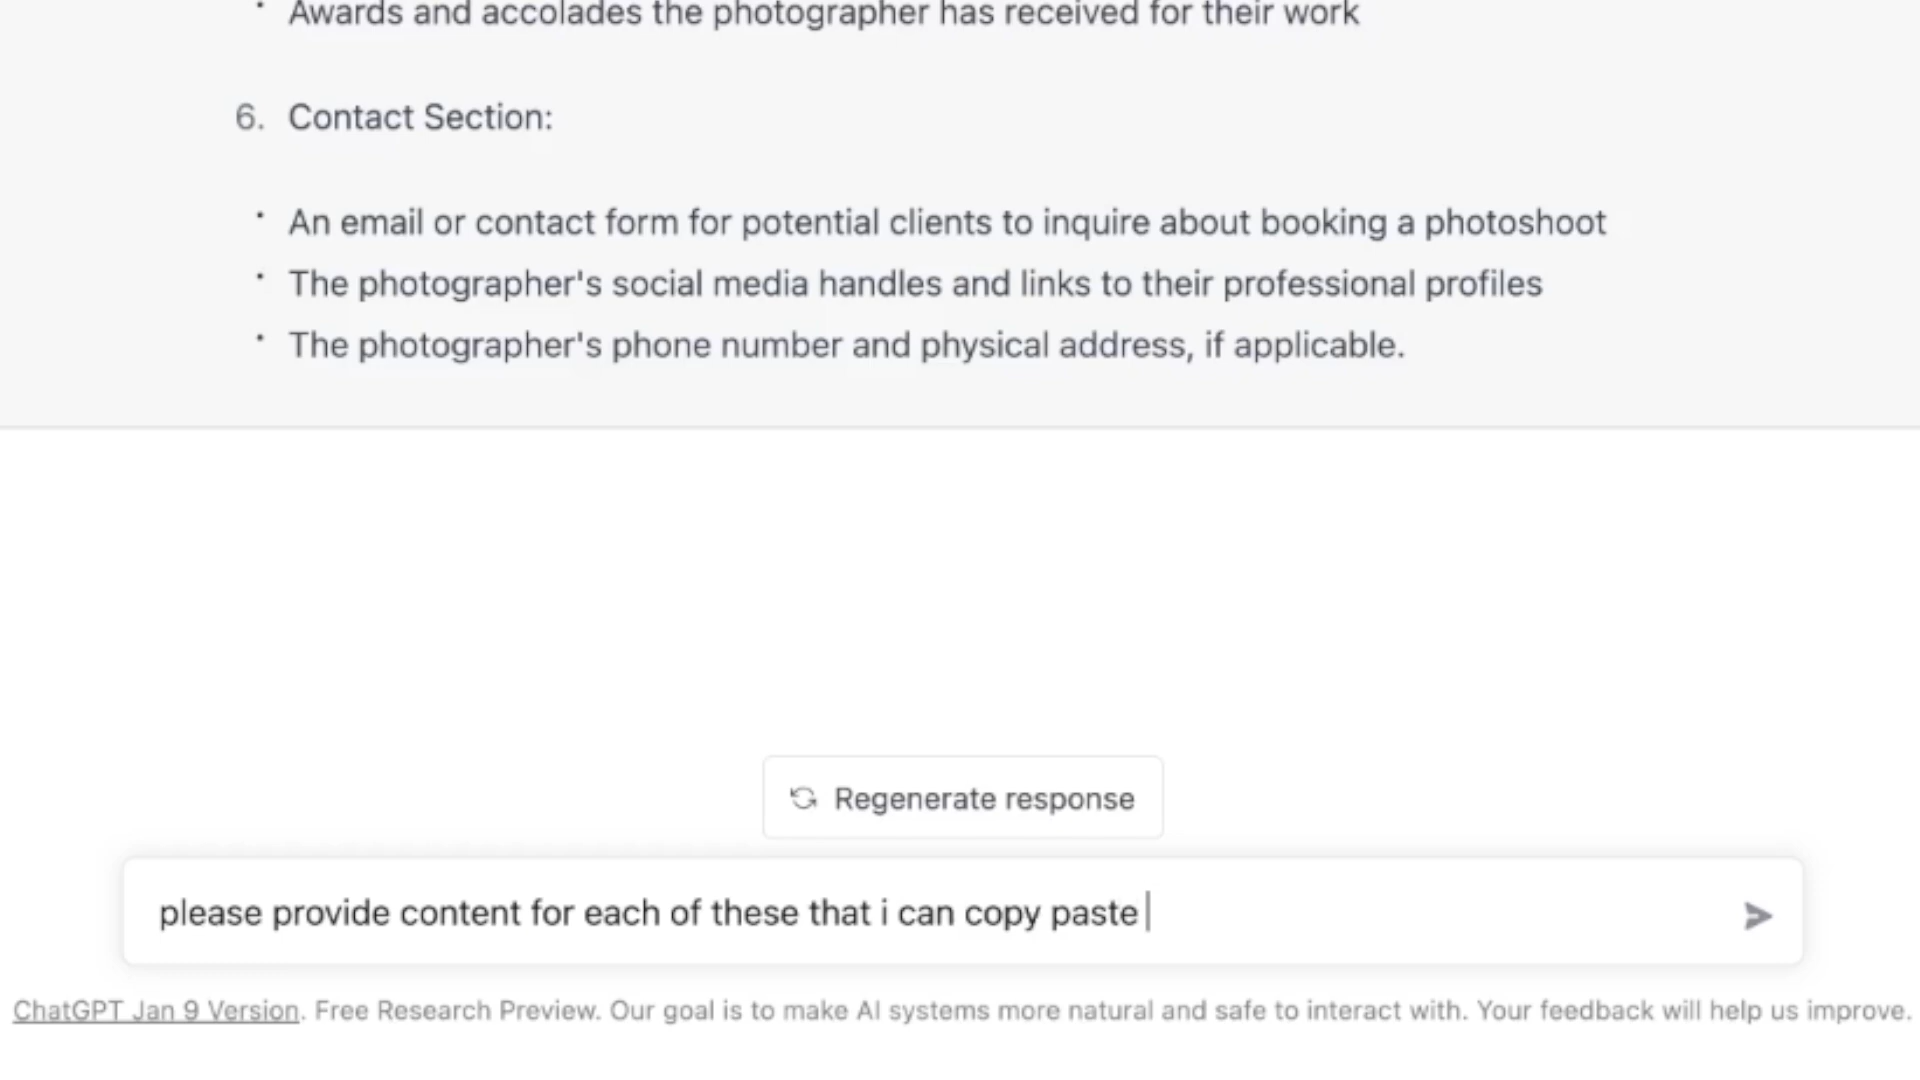 Awards and accolades the photographer has received for their work
6. Contact Section:
· An email or contact form for potential clients to inquire about booking a photoshoot
· The photographer's social media handles and links to their professional profiles
· The photographer's phone number and physical address, if applicable.
Regenerate response
please provide content for each of these that i can copy paste
ChatGPT Jan 9 Version. Free Research Preview. Our goal is to make AI systems more natural and safe to interact with. Your feedback will help us improve.